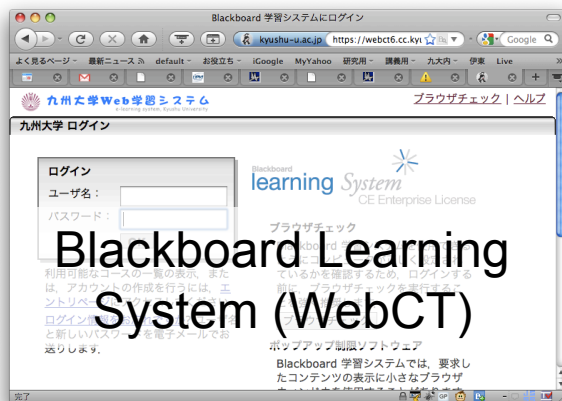 Blackboard 学習システムにログイン
kyushu-u.ac.jp https://webct6.cc.kyu
Google
よく見るページ 最新ニュース default お役立ち iGoogle MyYahoo 研究用 講義用 九大内 伊東 Live
九州大学Web学習システム
e-learning system, Kyushu University
ブラウザチェック | ヘルプ
九州大学 ログイン
ログイン
ユーザ名：
パスワード：
Blackboard
learning System
CE Enterprise License
ブラウザチェック
Blackboard Learning
System (WebCT)
利用可能なコースの一覧の表示、また
は、アカウントの作成を行うには、エ
ントリページ
ログイン情報
と新しいパスワードを電子メールでお
送りします。
ているかを確認するため、ログインする
前に、ブラウザチェックを実行するこ
ポップアップ制限ソフトウェア
Blackboard 学習システムでは、要求し
たコンテンツの表示に小さなブラウザ
完了